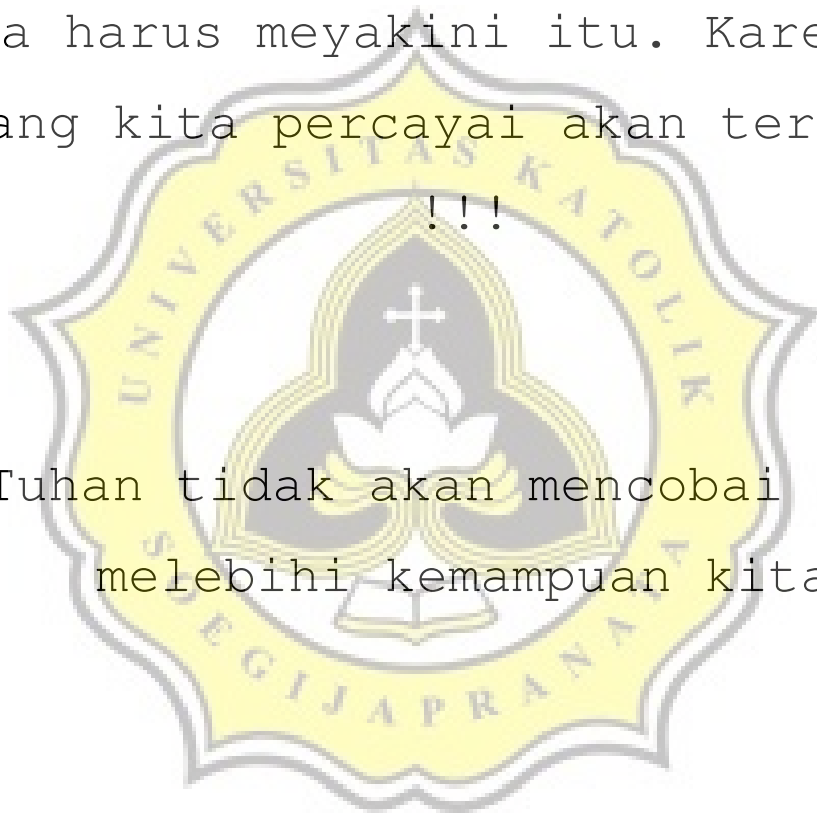 a harus meyakini itu. Kare
ang kita percayai akan ter
!!!
UNIVERSITAS KATOLIK
Tuhan tidak akan mencobai
melebihi kemampuan kita
SOEGIJAPRANATA